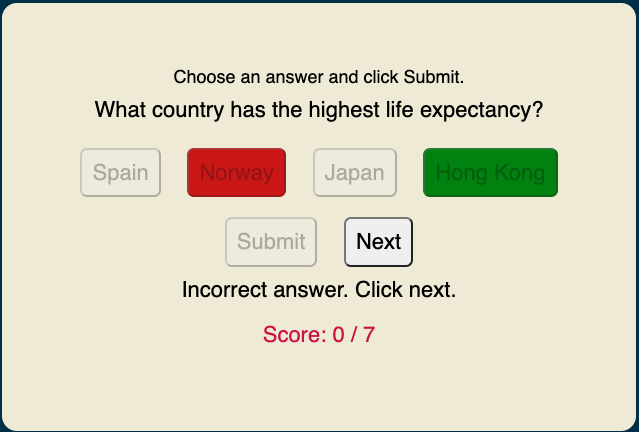 Choose an answer and click Submit.
What country has the highest life expectancy?
Spain Norway Japan Hong Kong
Submit Next
Incorrect answer. Click next.
Score: 0 / 7